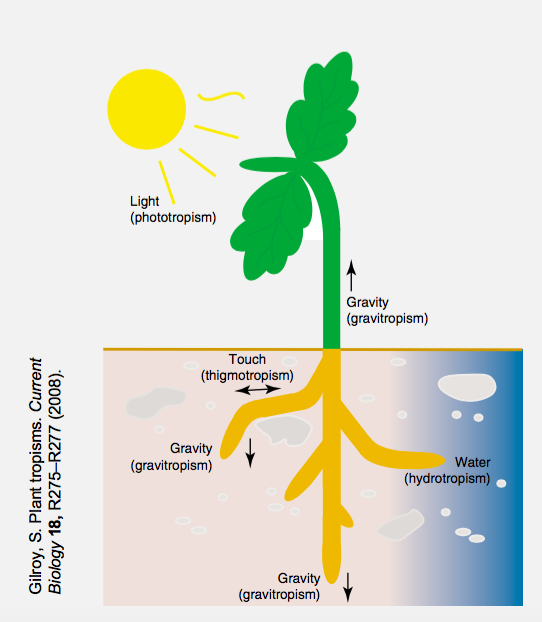 Light
(phototropism)
Gravity
(gravitropism)
Touch
(thigmotropism)
Gravity
(gravitropism)
Water
(hydrotropism)
Gravity
(gravitropism)
Gilroy, S. Plant tropisms. Current
Biology 18, R275–R277 (2008).